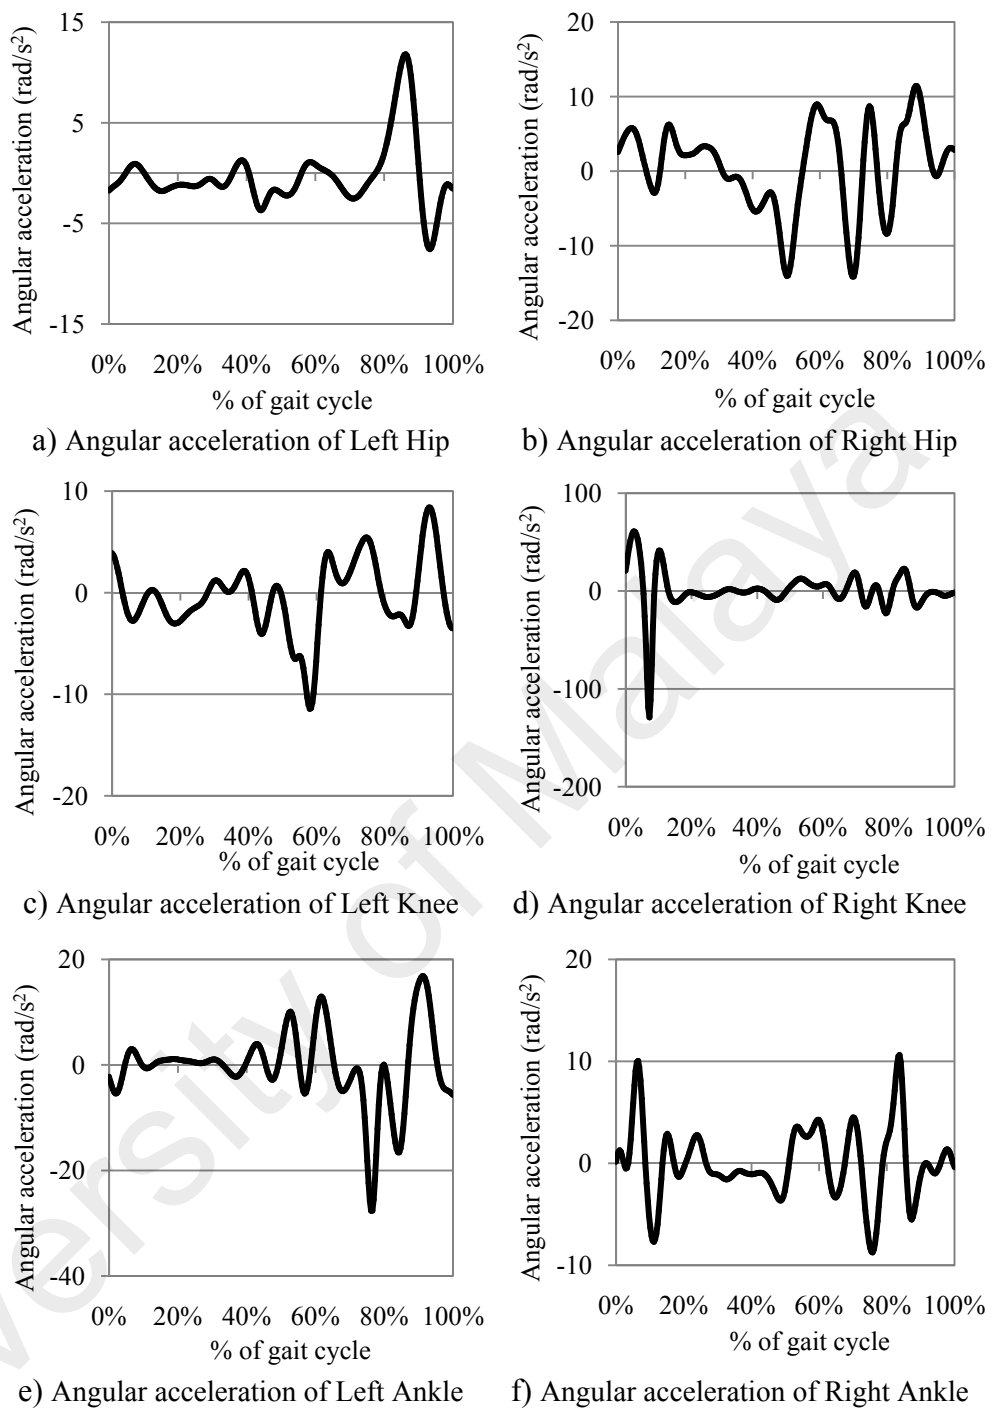 15
5
-5
-15
Angular acceleration (rad/s²)
0% 20% 40% 60% 80% 100%
% of gait cycle
a) Angular acceleration of Left Hip
20
10
0
-10
-20
Angular acceleration (rad/s²)
0% 20% 40% 60% 80% 100%
% of gait cycle
b) Angular acceleration of Right Hip
10
0
-10
-20
Angular acceleration (rad/s²)
0% 20% 40% 60% 80% 100%
% of gait cycle
c) Angular acceleration of Left Knee
100
0
-100
-200
Angular acceleration (rad/s²)
0% 20% 40% 60% 80% 100%
% of gait cycle
d) Angular acceleration of Right Knee
20
0
-20
-40
Angular acceleration (rad/s²)
0% 20% 40% 60% 80% 100%
% of gait cycle
e) Angular acceleration of Left Ankle
20
10
0
-10
Angular acceleration (rad/s²)
0% 20% 40% 60% 80% 100%
% of gait cycle
f) Angular acceleration of Right Ankle
versity of Malaya